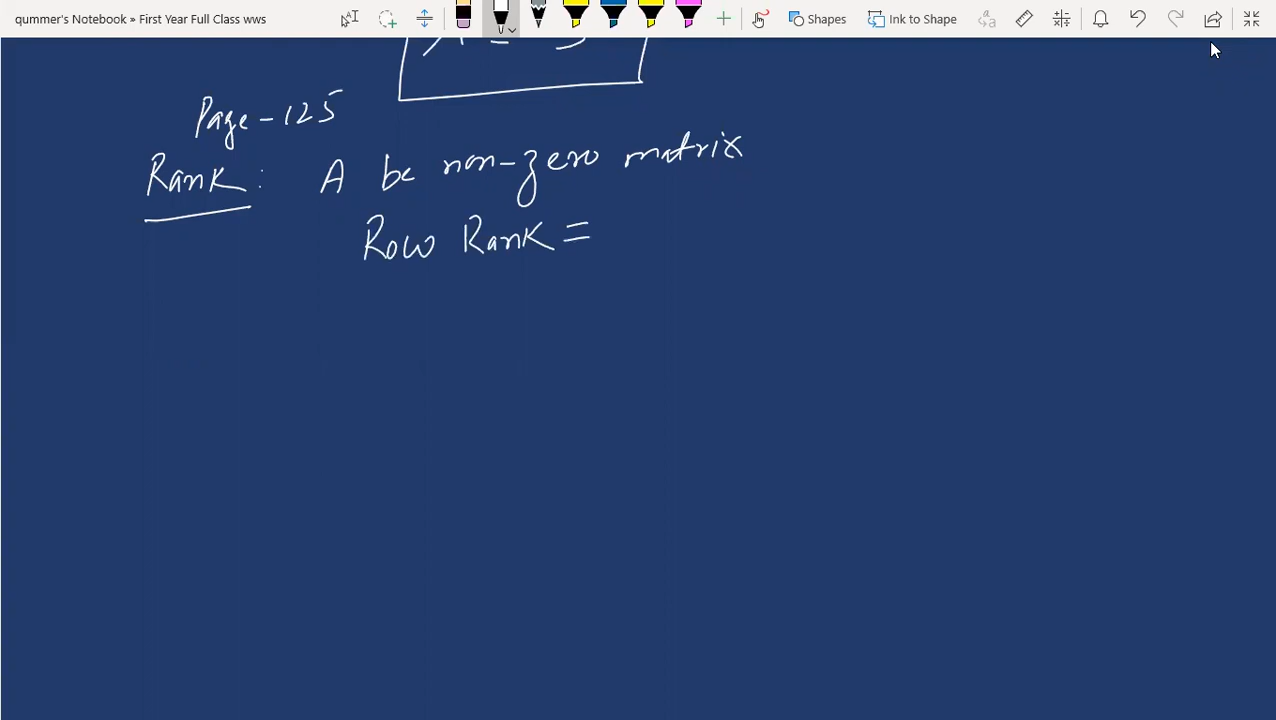 qummer's Notebook » First Year Full Class wws
Shapes
Ink to Shape
Page-125
Rank: A be non-zero matrix
Row Rank =